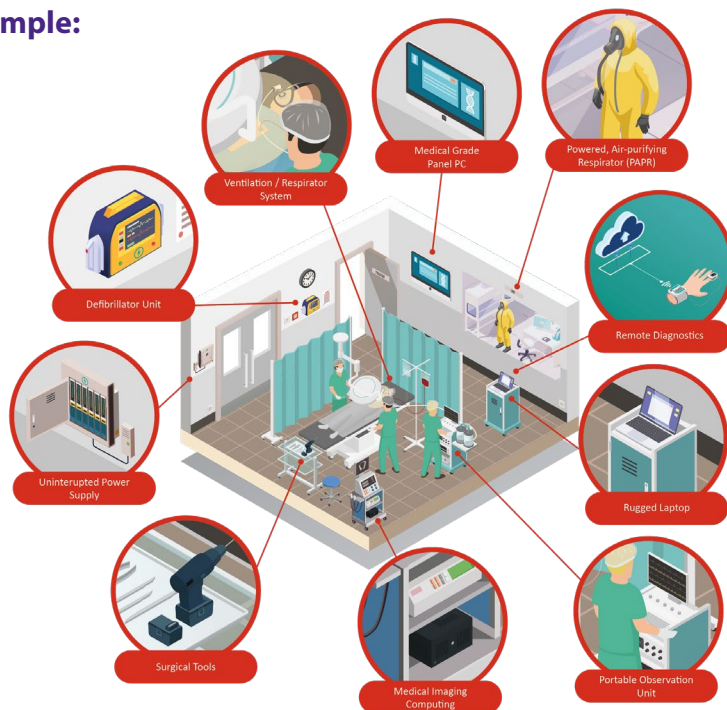 mple:
Medical Grade
Panel PC
Powered, Air-purifying
Respirator (PAPR)
Ventilation / Respirator
System
Defibrillator Unit
Remote Diagnostics
Uninterupted Power
Supply
Rugged Laptop
Surgical Tools
Medical Imaging
Computing
Portable Observation
Unit